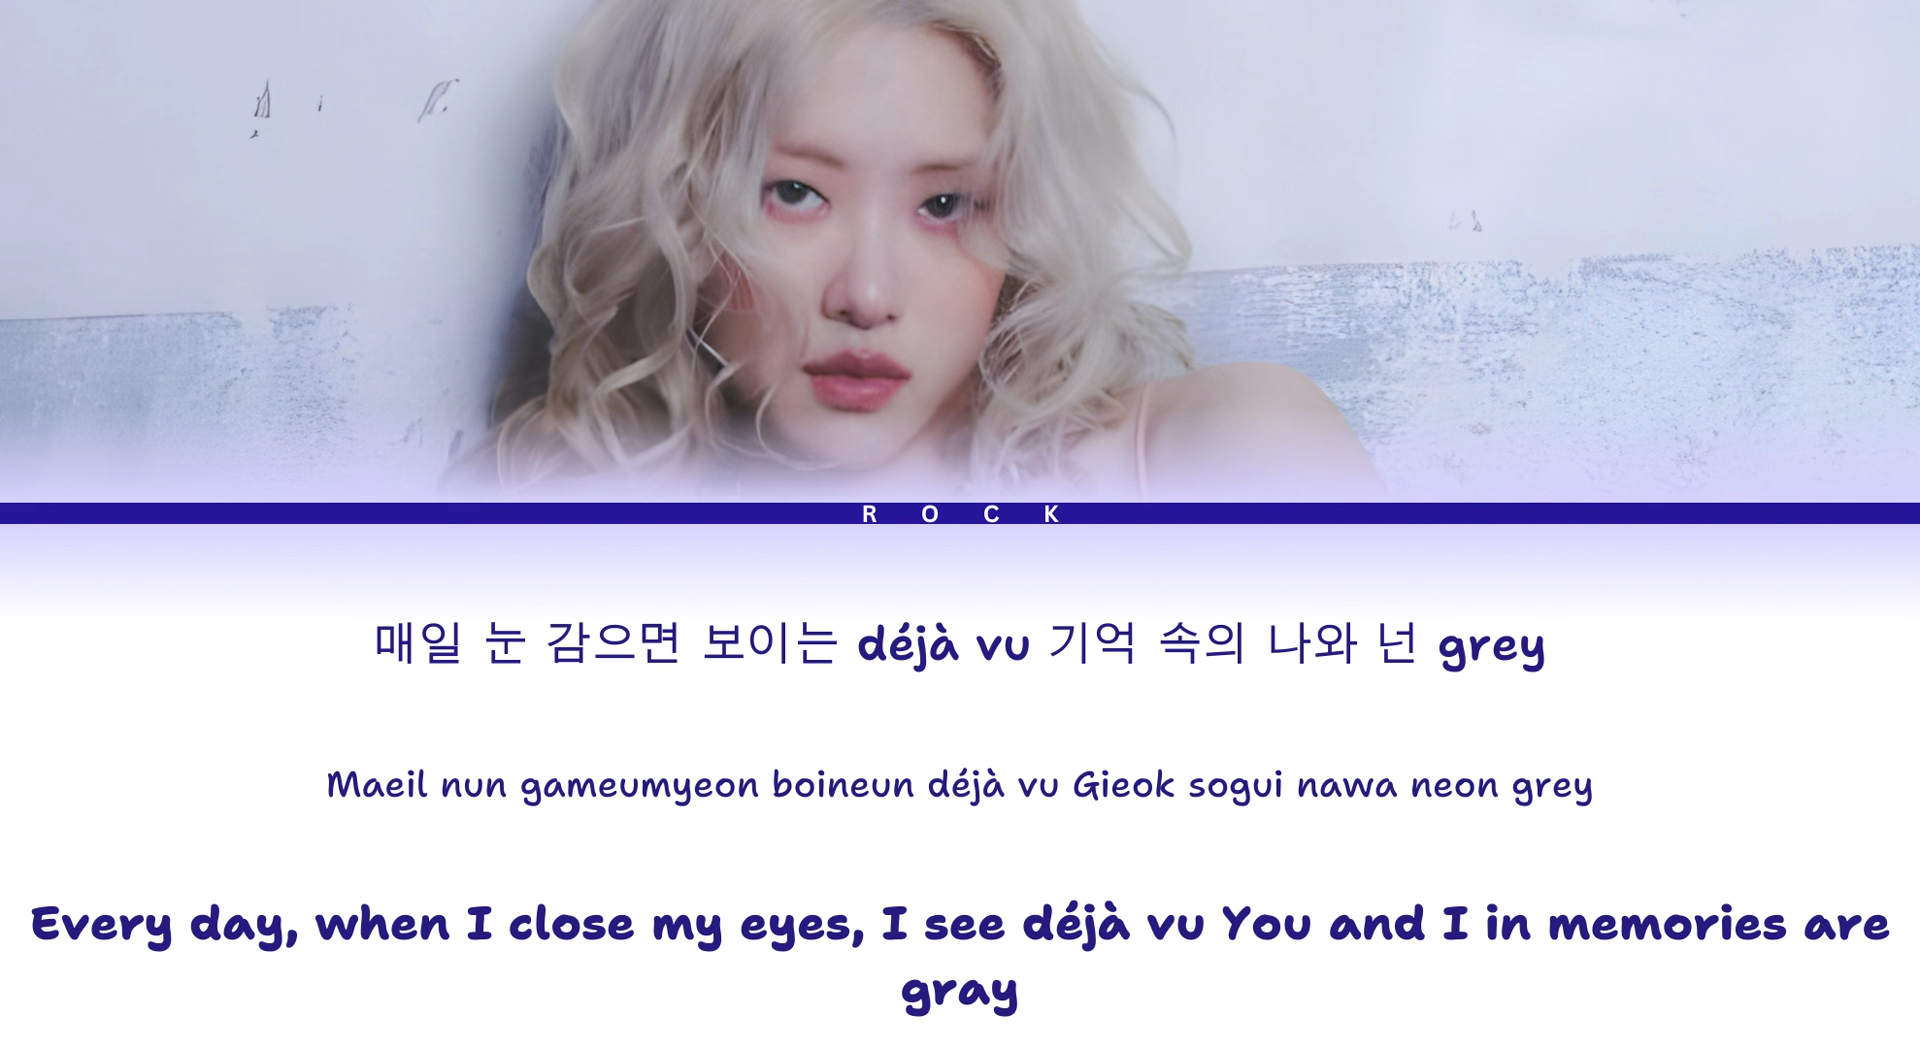 R O C K
매일 눈 감으면 보이는 déjà vu 기억 속의 나와 넌 grey
Maeil nun gameumyeon boineun déjà vu Gieok sogui nawa neon grey
Every day, when I close my eyes, I see déjà vu You and I in memories are
gray